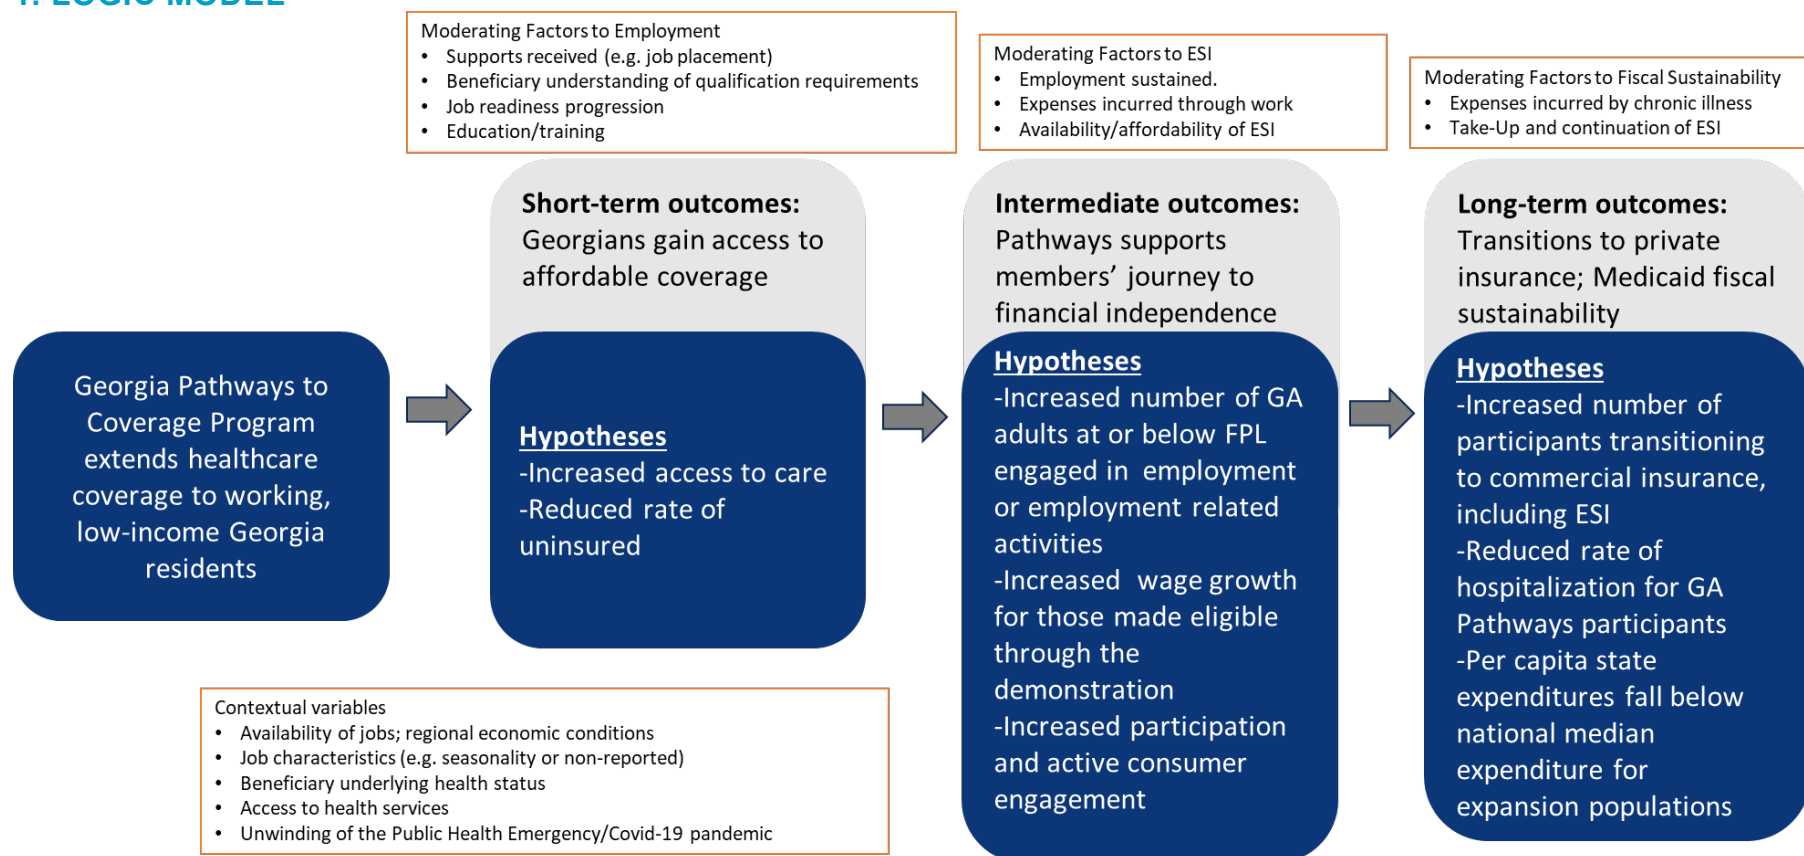 1. LOGIC MODEL
Moderating Factors to Employment
• Supports received (e.g. job placement)
• Beneficiary understanding of qualification requirements
• Job readiness progression
• Education/training
Moderating Factors to ESI
• Employment sustained.
• Expenses incurred through work
• Availability/affordability of ESI
Moderating Factors to Fiscal Sustainability
• Expenses incurred by chronic illness
• Take-Up and continuation of ESI
Georgia Pathways to
Coverage Program
extends healthcare
coverage to working,
low-income Georgia
residents
Short-term outcomes:
Georgians gain access to
affordable coverage
Hypotheses
-Increased access to care
-Reduced rate of
uninsured
Intermediate outcomes:
Pathways supports
members’ journey to
financial independence
Hypotheses
-Increased number of GA
adults at or below FPL
engaged in employment
or employment related
activities
-Increased wage growth
for those made eligible
through the
demonstration
-Increased participation
and active consumer
engagement
Long-term outcomes:
Transitions to private
insurance; Medicaid fiscal
sustainability
Hypotheses
-Increased number of
participants transitioning
to commercial insurance,
including ESI
-Reduced rate of
hospitalization for GA
Pathways participants
-Per capita state
expenditures fall below
national median
expenditure for
expansion populations
Contextual variables
• Availability of jobs; regional economic conditions
• Job characteristics (e.g. seasonality or non-reported)
• Beneficiary underlying health status
• Access to health services
• Unwinding of the Public Health Emergency/Covid-19 pandemic